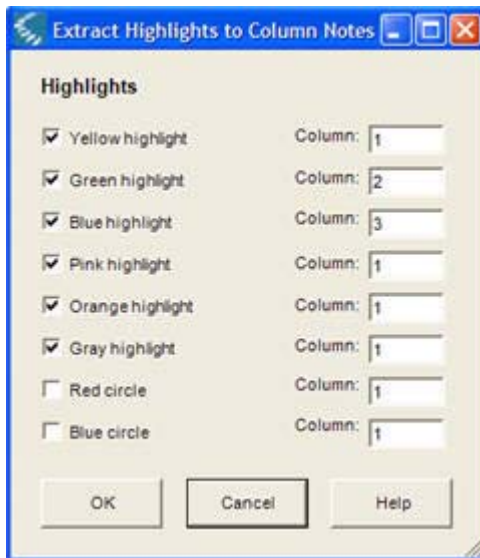 Extract Highlights to Column Notes
Highlights
Yellow highlight Column: 1
Green highlight Column: 2
Blue highlight Column: 3
Pink highlight Column: 1
Orange highlight Column: 1
Gray highlight Column: 1
Red circle Column: 1
Blue circle Column: 1
OK Cancel Help